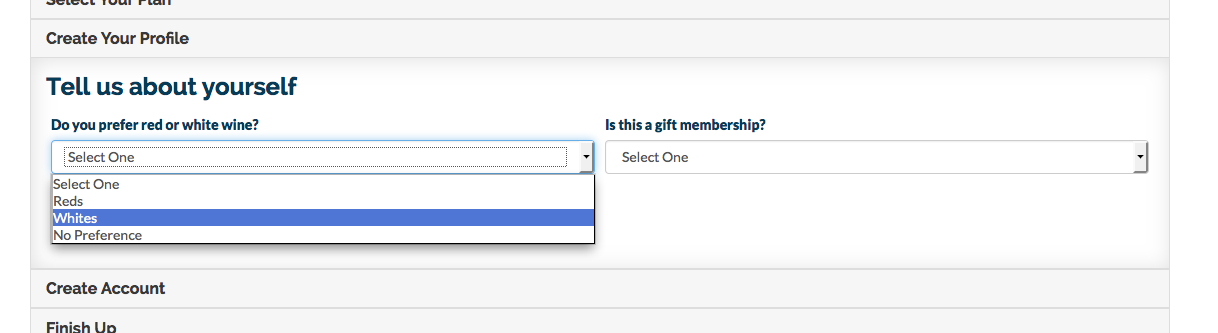 Select Your Plan
Create Your Profile
Tell us about yourself
Do you prefer red or white wine?
Select One
Select One
Reds
Whites
No Preference
Is this a gift membership?
Select One
Create Account
Finish Up